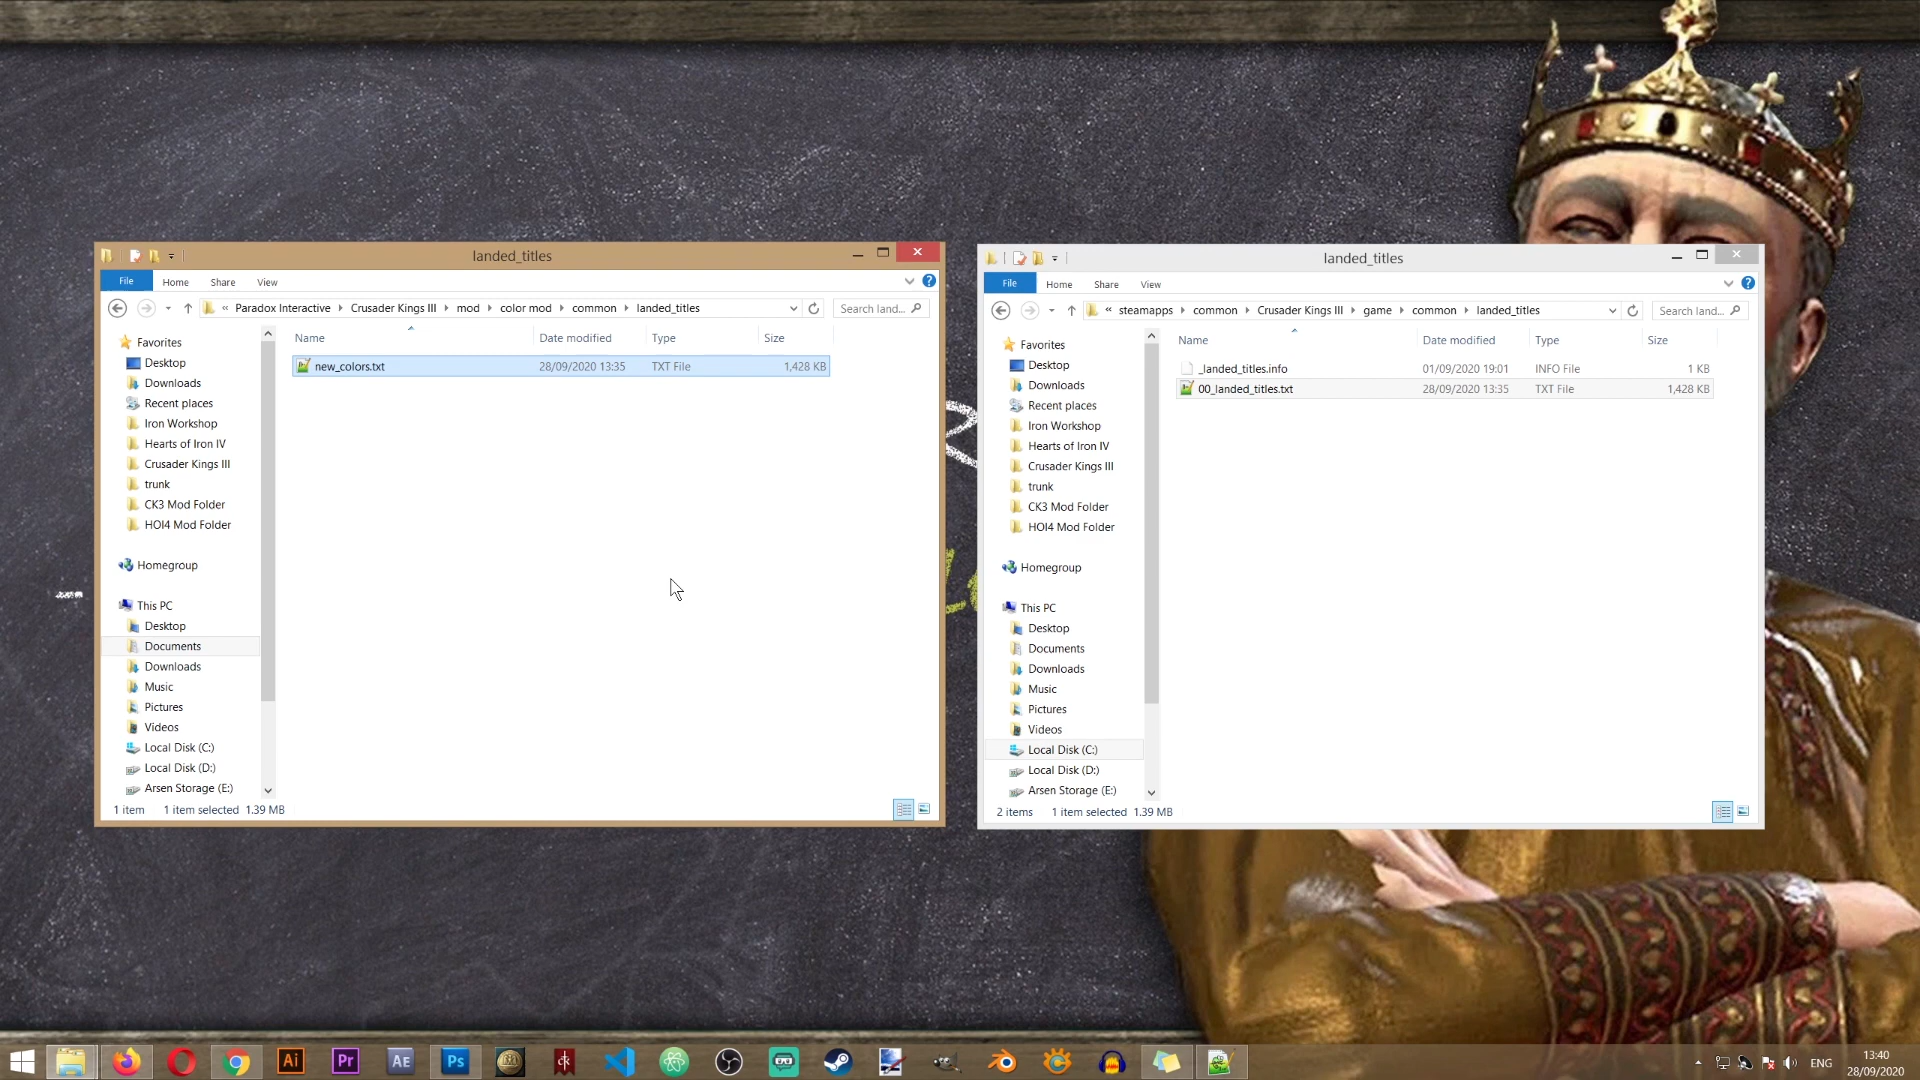 landed_titles
File Home Share View
« Paradox Interactive Crusader Kings III mod color mod common landed_titles
Search land...
Name Date modified Type Size
new_colors.txt 28/09/2020 13:35 TXT File 1,428 KB
Favorites
Desktop
Downloads
Recent places
Iron Workshop
Hearts of Iron IV
Crusader Kings III
trunk
CK3 Mod Folder
HOI4 Mod Folder
Homegroup
This PC
Desktop
Documents
Downloads
Music
Pictures
Videos
Local Disk (C:)
Local Disk (D:)
Arsen Storage (E:)
1 item 1 item selected 1.39 MB
landed_titles
File Home Share View
« steamapps common Crusader Kings III game common landed_titles
Search land...
Name Date modified Type Size
_landed_titles.info 01/09/2020 19:01 INFO File 1 KB
00_landed_titles.txt 28/09/2020 13:35 TXT File 1,428 KB
Favorites
Desktop
Downloads
Recent places
Iron Workshop
Hearts of Iron IV
Crusader Kings III
trunk
CK3 Mod Folder
HOI4 Mod Folder
Homegroup
This PC
Desktop
Documents
Downloads
Music
Pictures
Videos
Local Disk (C:)
Local Disk (D:)
Arsen Storage (E:)
2 items 1 item selected 1.39 MB
Ai Pr AE Ps
ENG
13:40
28/09/2020